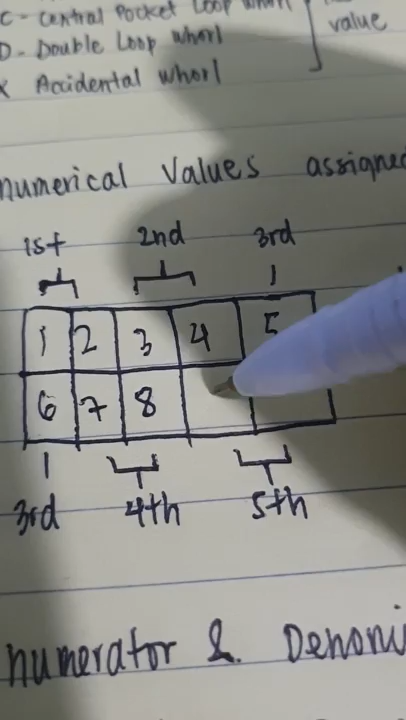 C - Central Pocket Loop Whorl
D - Double Loop Whorl
value
X Accidental Whorl
numerical Values assigned
1st 2nd 3rd
1 2 3 4 5
6 7 8
3rd 4th 5th
numerator & Denomi